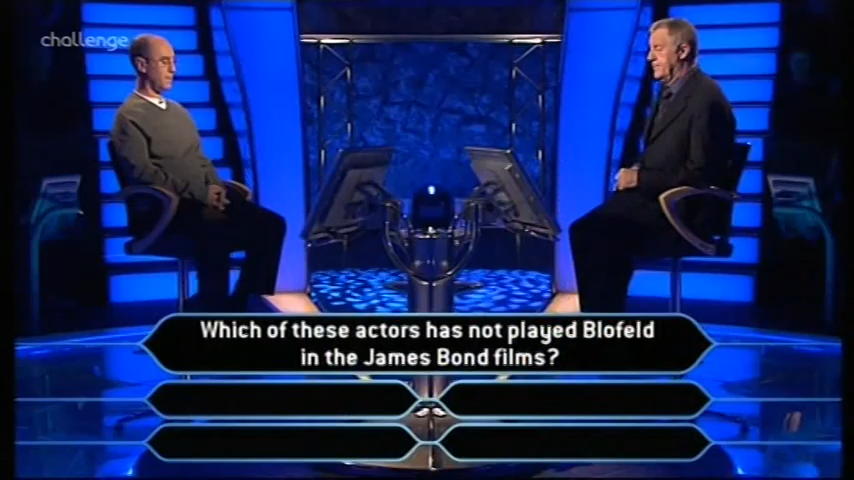 challenge
Which of these actors has not played Blofeld
in the James Bond films?